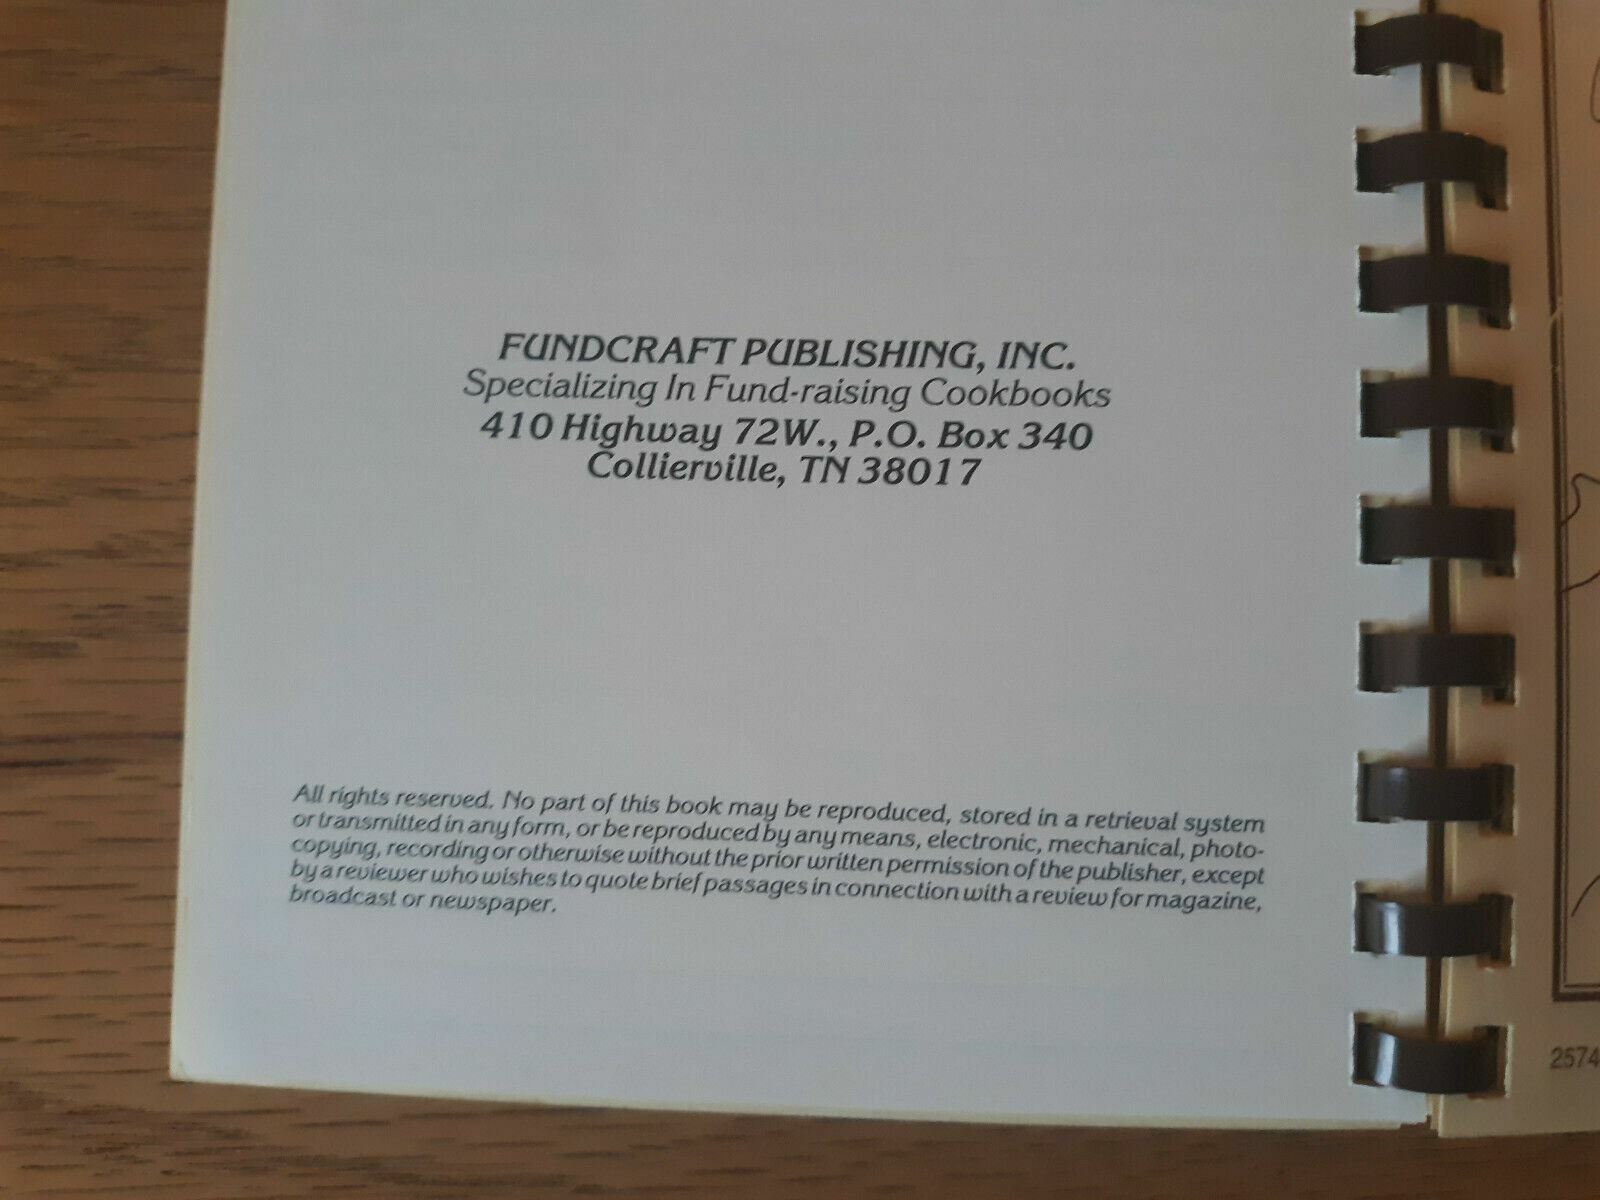 FUNDCRAFT PUBLISHING, INC.
Specializing In Fund-raising Cookbooks
410 Highway 72W., P.O. Box 340
Collierville, TN 38017
All rights reserved. No part of this book may be reproduced, stored in a retrieval system
or transmitted in any form, or be reproduced by any means, electronic, mechanical, photo-
copying, recording or otherwise without the prior written permission of the publisher, except
by a reviewer who wishes to quote brief passages in connection with a review for magazine,
broadcast or newspaper.
2574